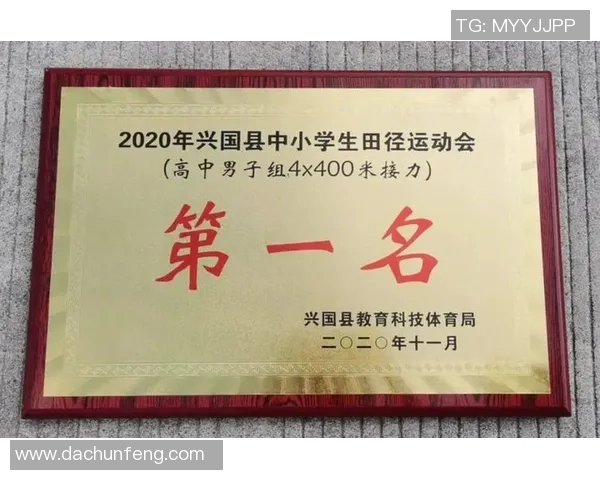 TG: MYYJJPP
2020年兴国县中小学生田径运动会
(高中男子组4x400米接力)
第一名
兴国县教育科技体育局
二〇二〇年十一月
www.dachunfeng.com